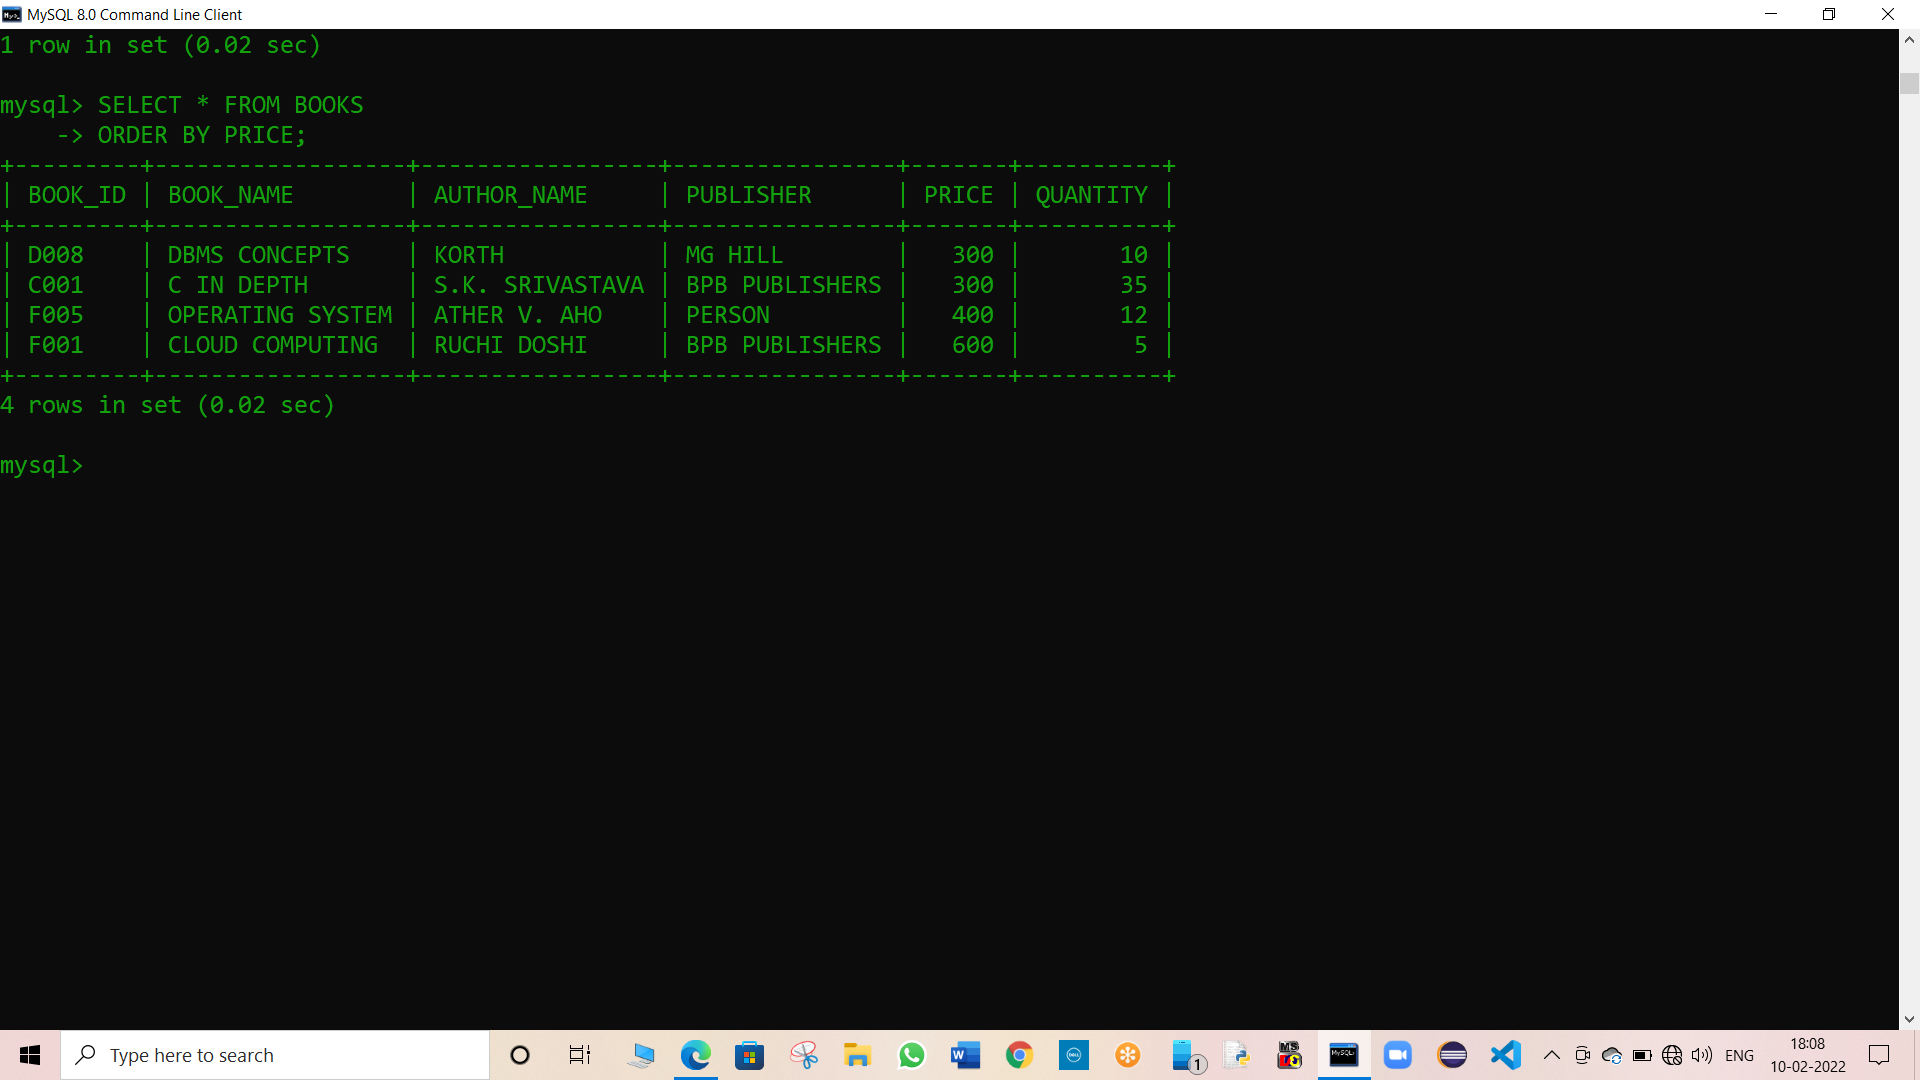 MySQL 8.0 Command Line Client
1 row in set (0.02 sec)
mysql> SELECT * FROM BOOKS
    -> ORDER BY PRICE;
+---------+------------------+-----------------+----------------+-------+----------+
| BOOK_ID | BOOK_NAME        | AUTHOR_NAME     | PUBLISHER      | PRICE | QUANTITY |
+---------+------------------+-----------------+----------------+-------+----------+
| D008    | DBMS CONCEPTS    | KORTH           | MG HILL        |   300 |       10 |
| C001    | C IN DEPTH       | S.K. SRIVASTAVA | BPB PUBLISHERS |   300 |       35 |
| F005    | OPERATING SYSTEM | ATHER V. AHO    | PERSON         |   400 |       12 |
| F001    | CLOUD COMPUTING  | RUCHI DOSHI     | BPB PUBLISHERS |   600 |        5 |
+---------+------------------+-----------------+----------------+-------+----------+
4 rows in set (0.02 sec)
mysql>
Type here to search
W
DELL
1
MS
MySQL
ENG
18:08
10-02-2022